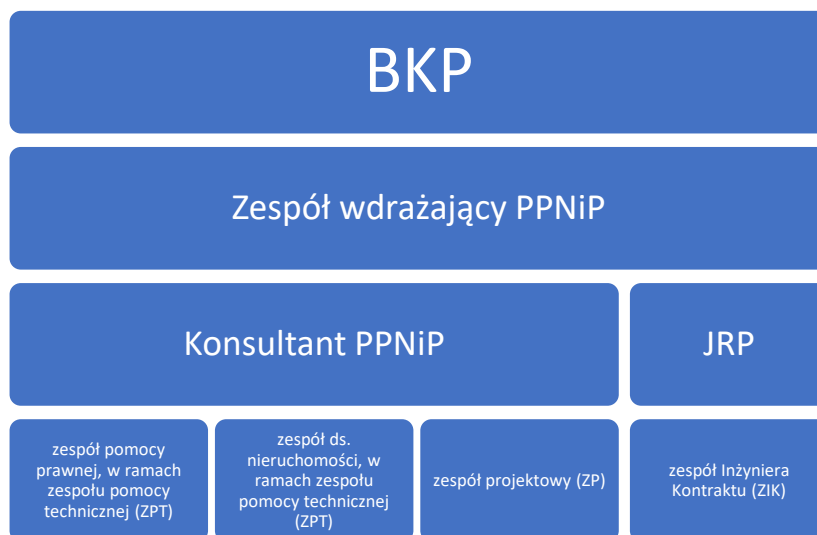 BKP
Zespół wdrażający PPNiP
Konsultant PPNiP
JRP
zespół pomocy
prawnej, w ramach
zespołu pomocy
technicznej (ZPT)
zespół ds.
nieruchomości, w
ramach zespołu
pomocy technicznej
(ZPT)
zespół projektowy (ZP)
zespół Inżyniera
Kontraktu (ZIK)